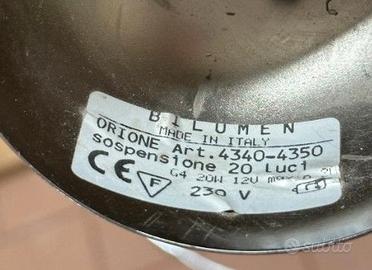 BILUMEN
MADE IN ITALY
ORIONE Art.4340-4350
sospensione 20 Luci
CE F G4 20W 12V
230 V
subito